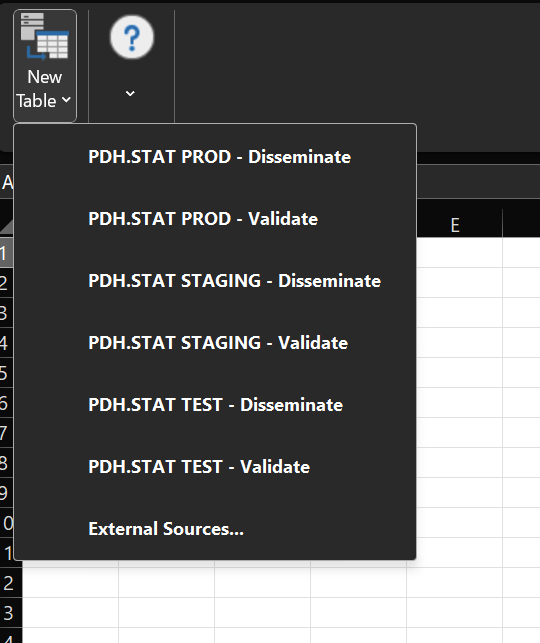 New
Table
?
PDH.STAT PROD - Disseminate
PDH.STAT PROD - Validate
PDH.STAT STAGING - Disseminate
PDH.STAT STAGING - Validate
PDH.STAT TEST - Disseminate
PDH.STAT TEST - Validate
External Sources...
A
E
1
2
3
4
5
6
7
8
9
0
1
2
3
4